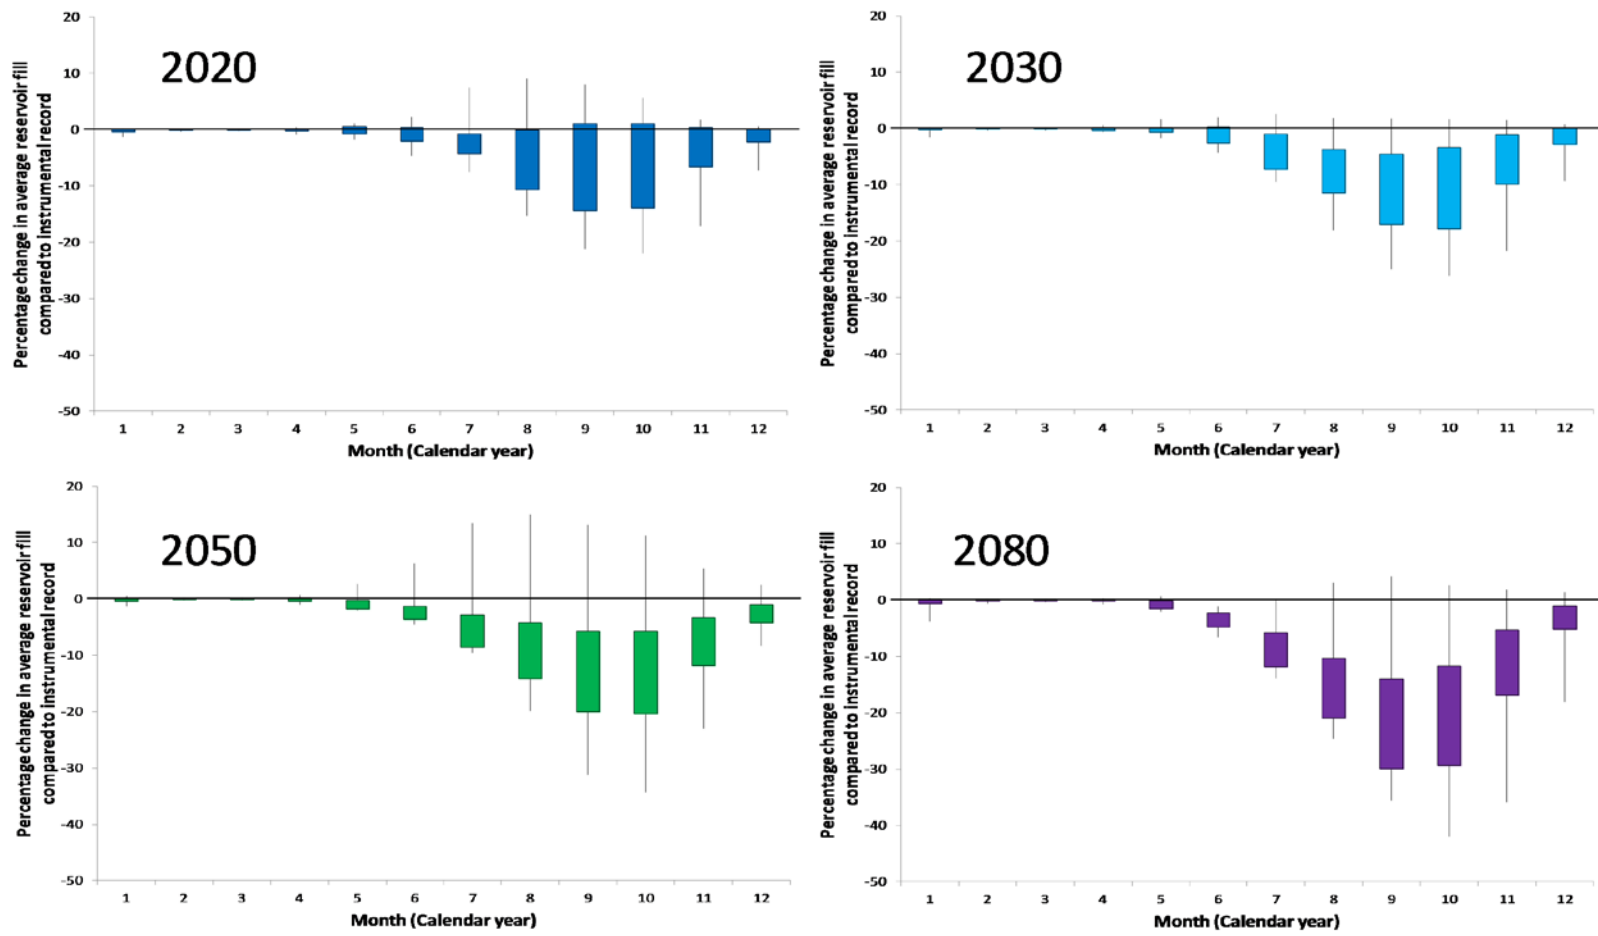 2020
Percentage change in average reservoir fill
compared to instrumental record
20
10
0
-10
-20
-30
-40
-50
1 2 3 4 5 6 7 8 9 10 11 12
Month (Calendar year)
2030
Percentage change in average reservoir fill
compared to instrumental record
20
10
0
-10
-20
-30
-40
-50
1 2 3 4 5 6 7 8 9 10 11 12
Month (Calendar year)
2050
Percentage change in average reservoir fill
compared to instrumental record
20
10
0
-10
-20
-30
-40
-50
1 2 3 4 5 6 7 8 9 10 11 12
Month (Calendar year)
2080
Percentage change in average reservoir fill
compared to instrumental record
20
10
0
-10
-20
-30
-40
-50
1 2 3 4 5 6 7 8 9 10 11 12
Month (Calendar year)